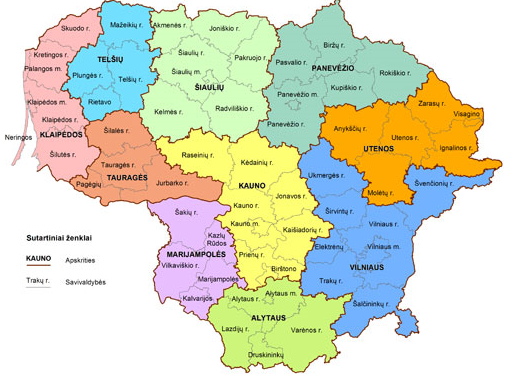 Skuodo r.
Mažeikių r.
Akmenės r.
Joniškio r.
Kretingos r.
Palangos m.
TELŠIŲ
Šiaulių r.
Pakruojo r.
Biržų r.
Pasvalio r.
PANEVĖŽIO
Rokiškio r.
Plungės r.
Telšių r.
Šiaulių m.
ŠIAULIŲ
Kupiškio r.
Klaipėdos m.
Rietavo
Kelmės r.
Radviliškio r.
Panevėžio m.
Zarasų r.
Visagino
Klaipėdos r.
Neringos
KLAIPĖDOS
Šilalės r.
Panevėžio r.
Anykščių r.
Utenos r.
Ignalinos r.
UTENOS
Šilutės r.
Tauragės r.
Raseinių r.
Kėdainių r.
Pagėgių
TAURAGĖS
Jurbarko r.
KAUNO
Ukmergės r.
Molėtų r.
Švenčionių r.
Jonavos r.
Šakių r.
Kauno r.
Kauno m.
Širvintų r.
Kaišiadorių r.
Vilniaus r.
Kazlų
Rūdos
Elektrėnų
Vilniaus m.
MARIJAMPOLĖS
Vilkaviškio r.
Prienų r.
Birštono
VILNIAUS
Marijampolės
Trakų r.
Kalvarijos
Alytaus r.
Alytaus m.
Šalčininkų r.
ALYTAUS
Lazdijų r.
Varėnos r.
Druskininkų
Sutartiniai ženklai
KAUNO Apskrities
Trakų r. Savivaldybės